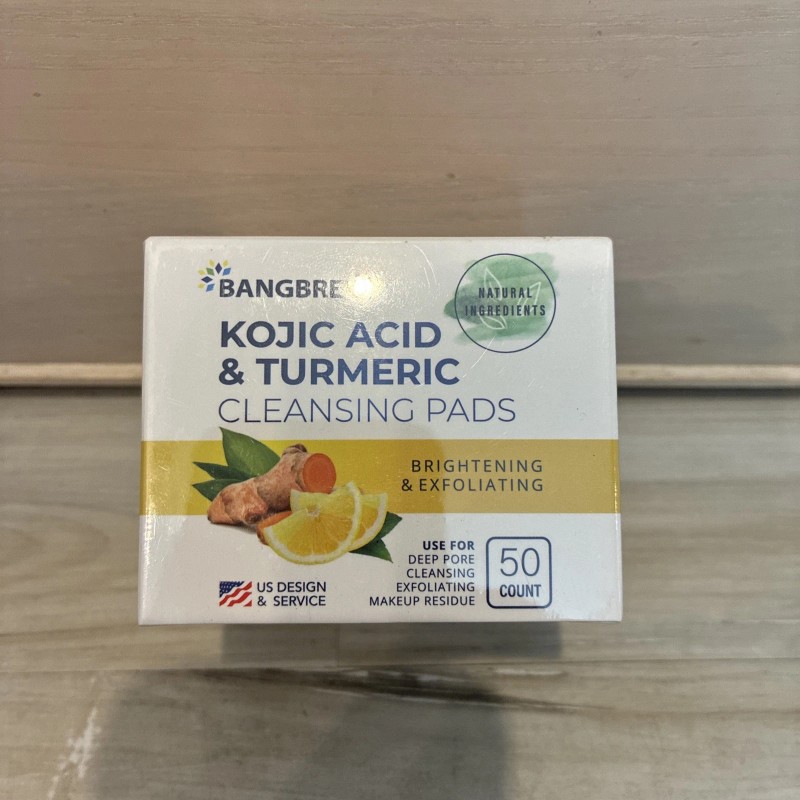 BANGBRE
NATURAL
INGREDIENTS
KOJIC ACID
& TURMERIC
CLEANSING PADS
BRIGHTENING
& EXFOLIATING
US DESIGN
& SERVICE
USE FOR
DEEP PORE
CLEANSING
EXFOLIATING
MAKEUP RESIDUE
50
COUNT